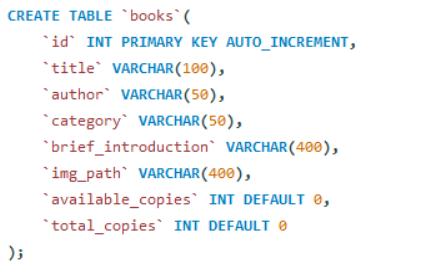 CREATE TABLE `books`(
    `id` INT PRIMARY KEY AUTO_INCREMENT,
    `title` VARCHAR(100),
    `author` VARCHAR(50),
    `category` VARCHAR(50),
    `brief_introduction` VARCHAR(400),
    `img_path` VARCHAR(400),
    `available_copies` INT DEFAULT 0,
    `total_copies` INT DEFAULT 0
);